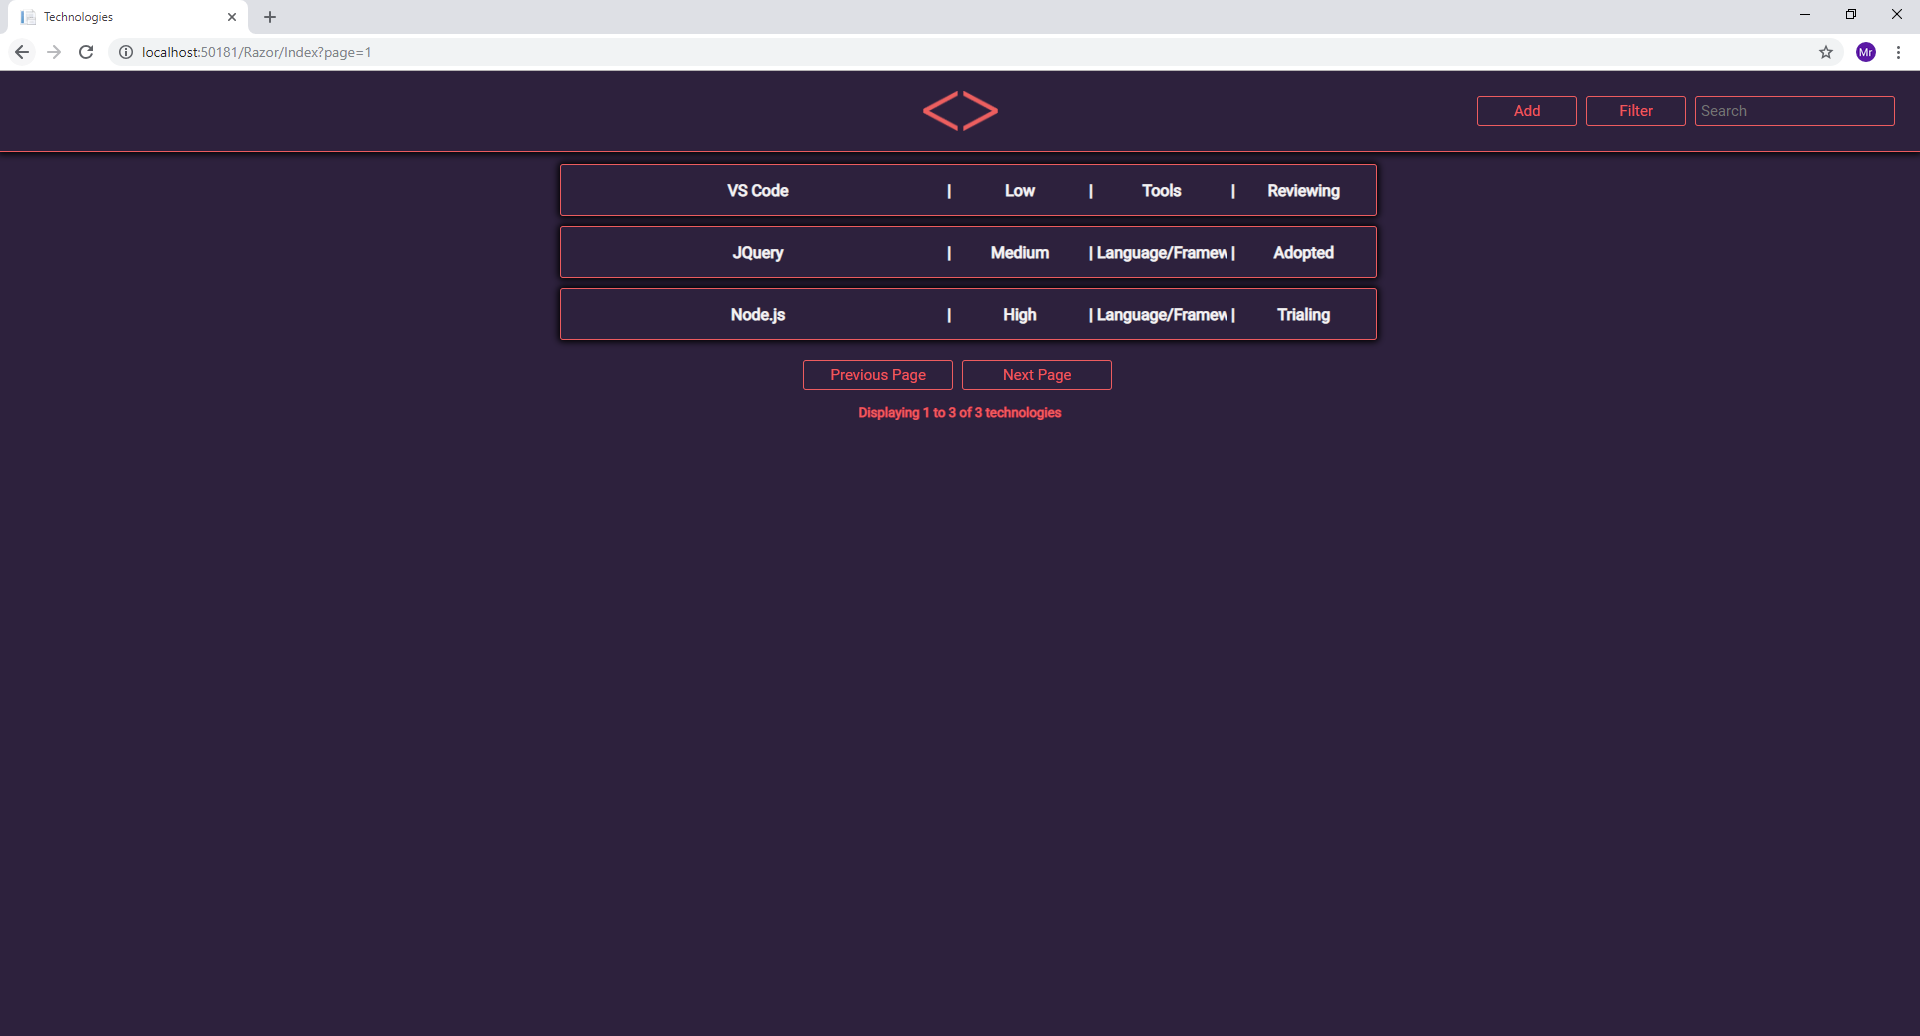 Technologies
localhost:50181/Razor/Index?page=1
Mr
<>
Add Filter Search
VS Code | Low | Tools | Reviewing
JQuery | Medium | Language/Framew | Adopted
Node.js | High | Language/Framew | Trialing
Previous Page Next Page
Displaying 1 to 3 of 3 technologies